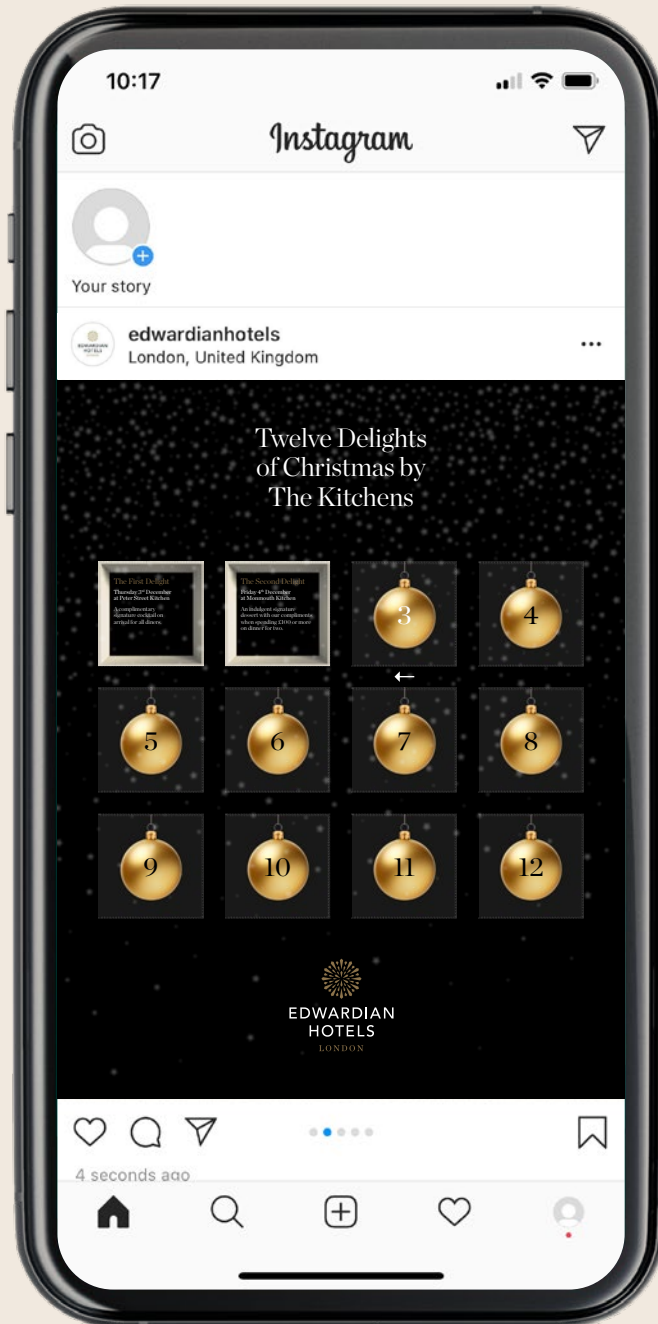 10:17
Instagram
Your story
edwardianhotels
London, United Kingdom
Twelve Delights
of Christmas by
The Kitchens
The First Delight
Thursday 3rd December
at Peter Street Kitchen
A complimentary
signature cocktail on
arrival for all diners.
The Second Delight
Friday 4th December
at Monmouth Kitchen
An indulgent signature
dessert with our compliments
when spending £100 or more
on dinner for two.
3
4
5
6
7
8
9
10
11
12
EDWARDIAN
HOTELS
LONDON
EDWARDIAN
HOTELS
LONDON
4 seconds ago